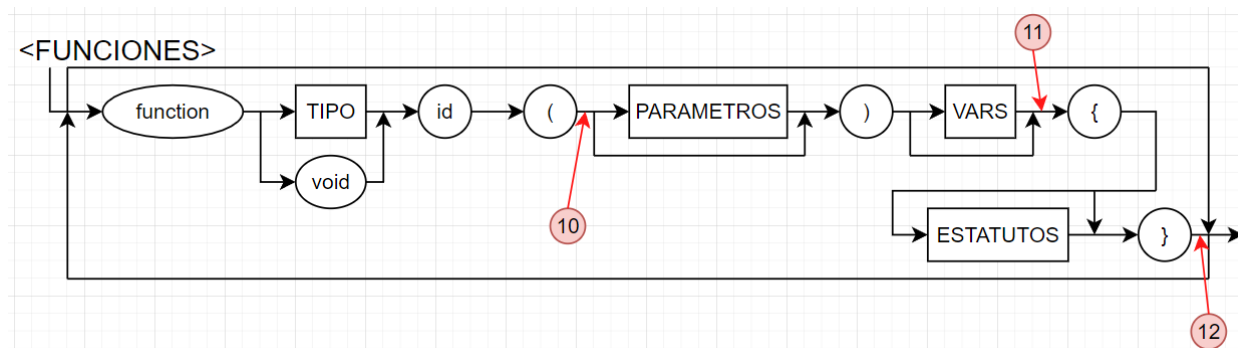 <FUNCIONES>
11
function TIPO id ( PARAMETROS ) VARS {
void
10
ESTATUTOS }
12